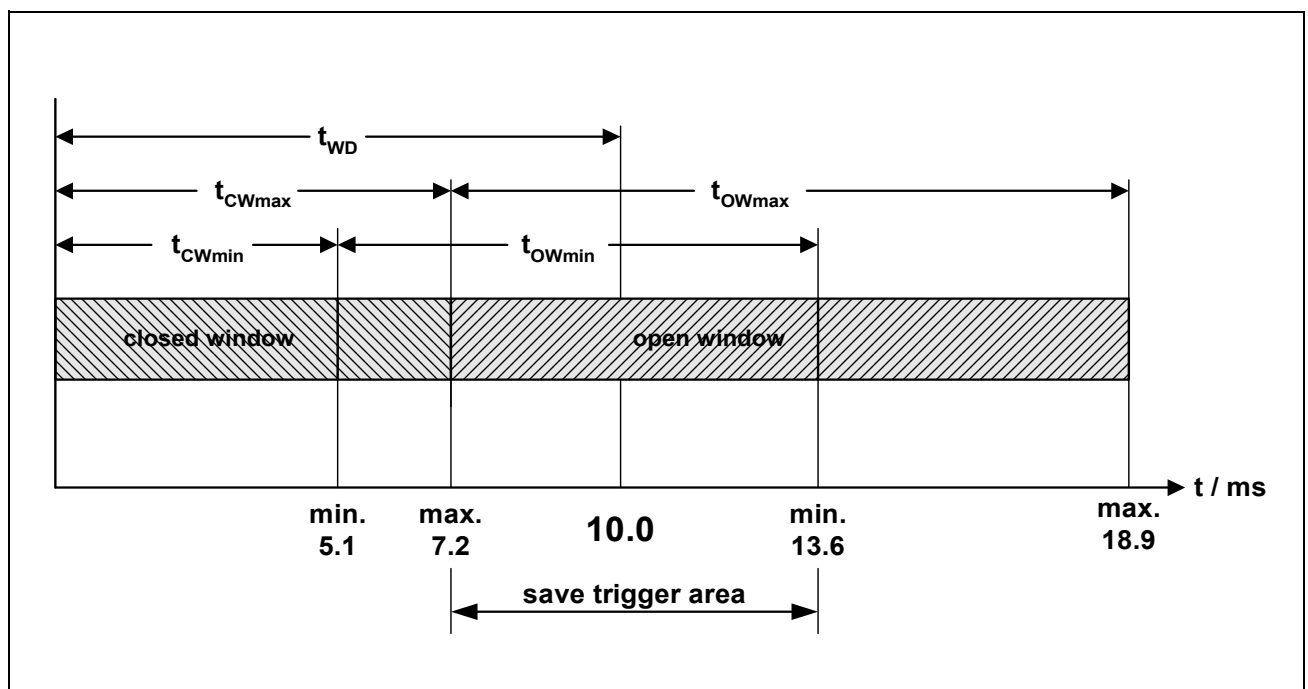 tWD
tCWmax
tOWmax
tCWmin
tOWmin
closed window
open window
t / ms
min.
5.1
max.
7.2
10.0
min.
13.6
max.
18.9
save trigger area